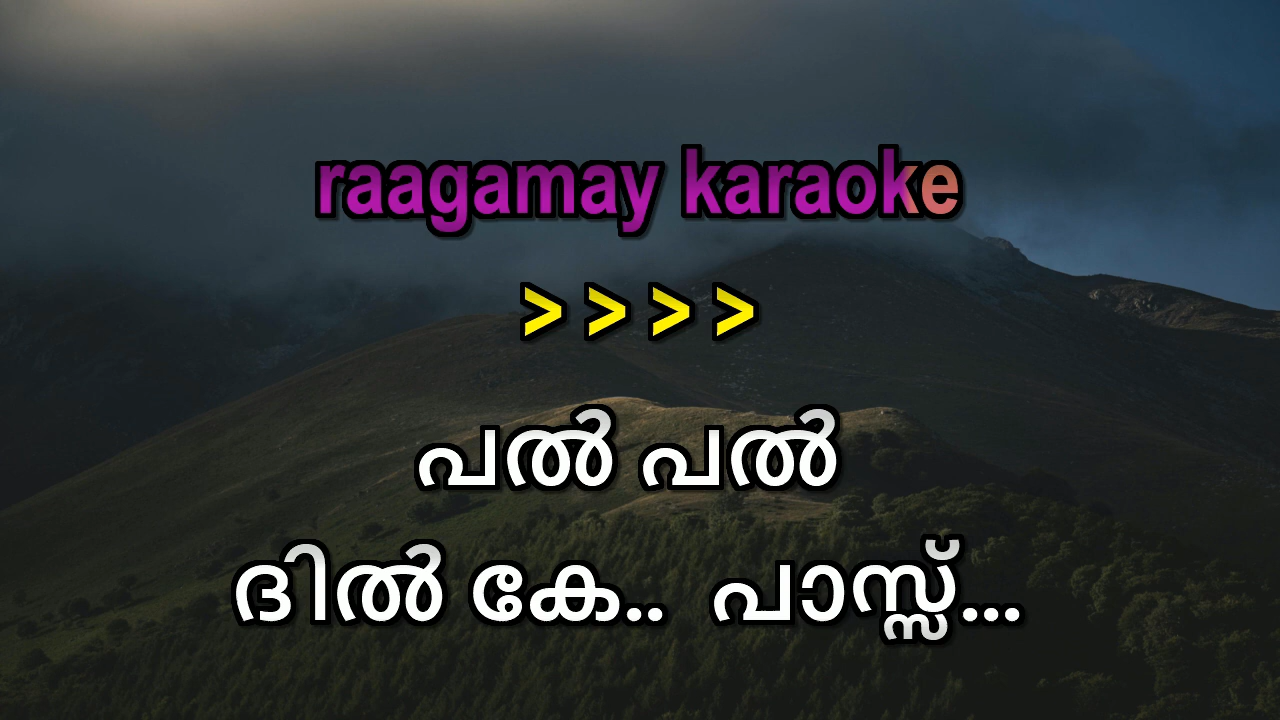 raagamay karaoke
> > > >
പൽ പൽ
ദിൽ കേ..  പാസ്സ്...